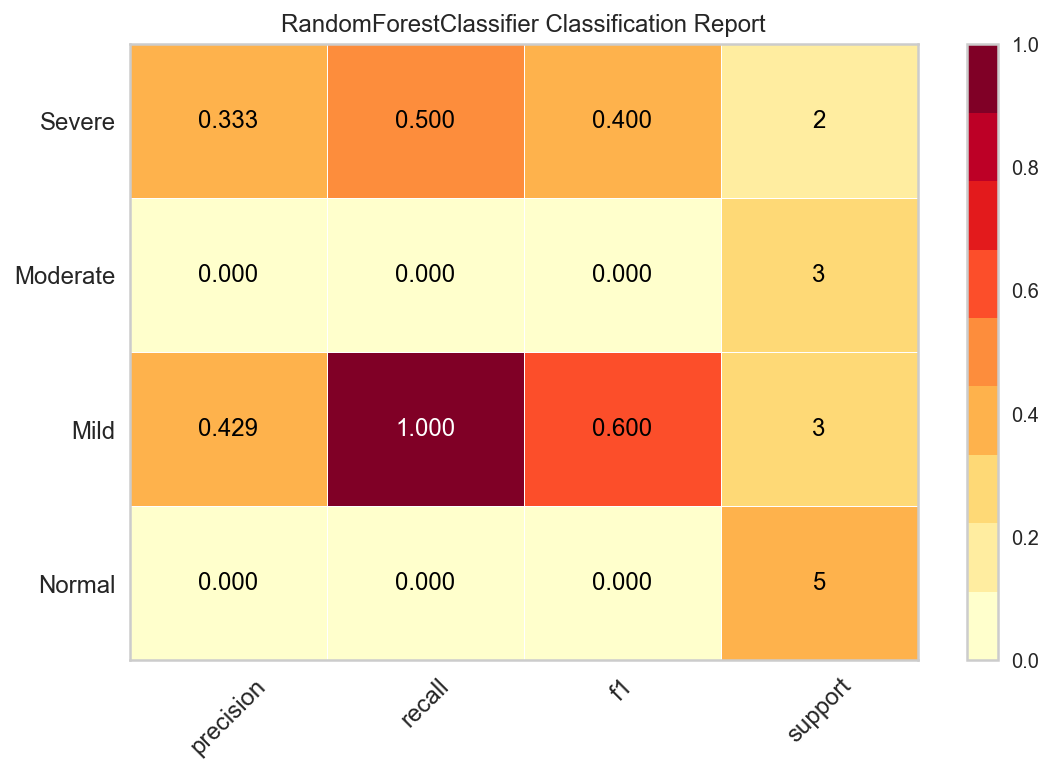 RandomForestClassifier Classification Report
Severe 0.333 0.500 0.400 2
Moderate 0.000 0.000 0.000 3
Mild 0.429 1.000 0.600 3
Normal 0.000 0.000 0.000 5
precision recall f1 support
1.0
0.8
0.6
0.4
0.2
0.0